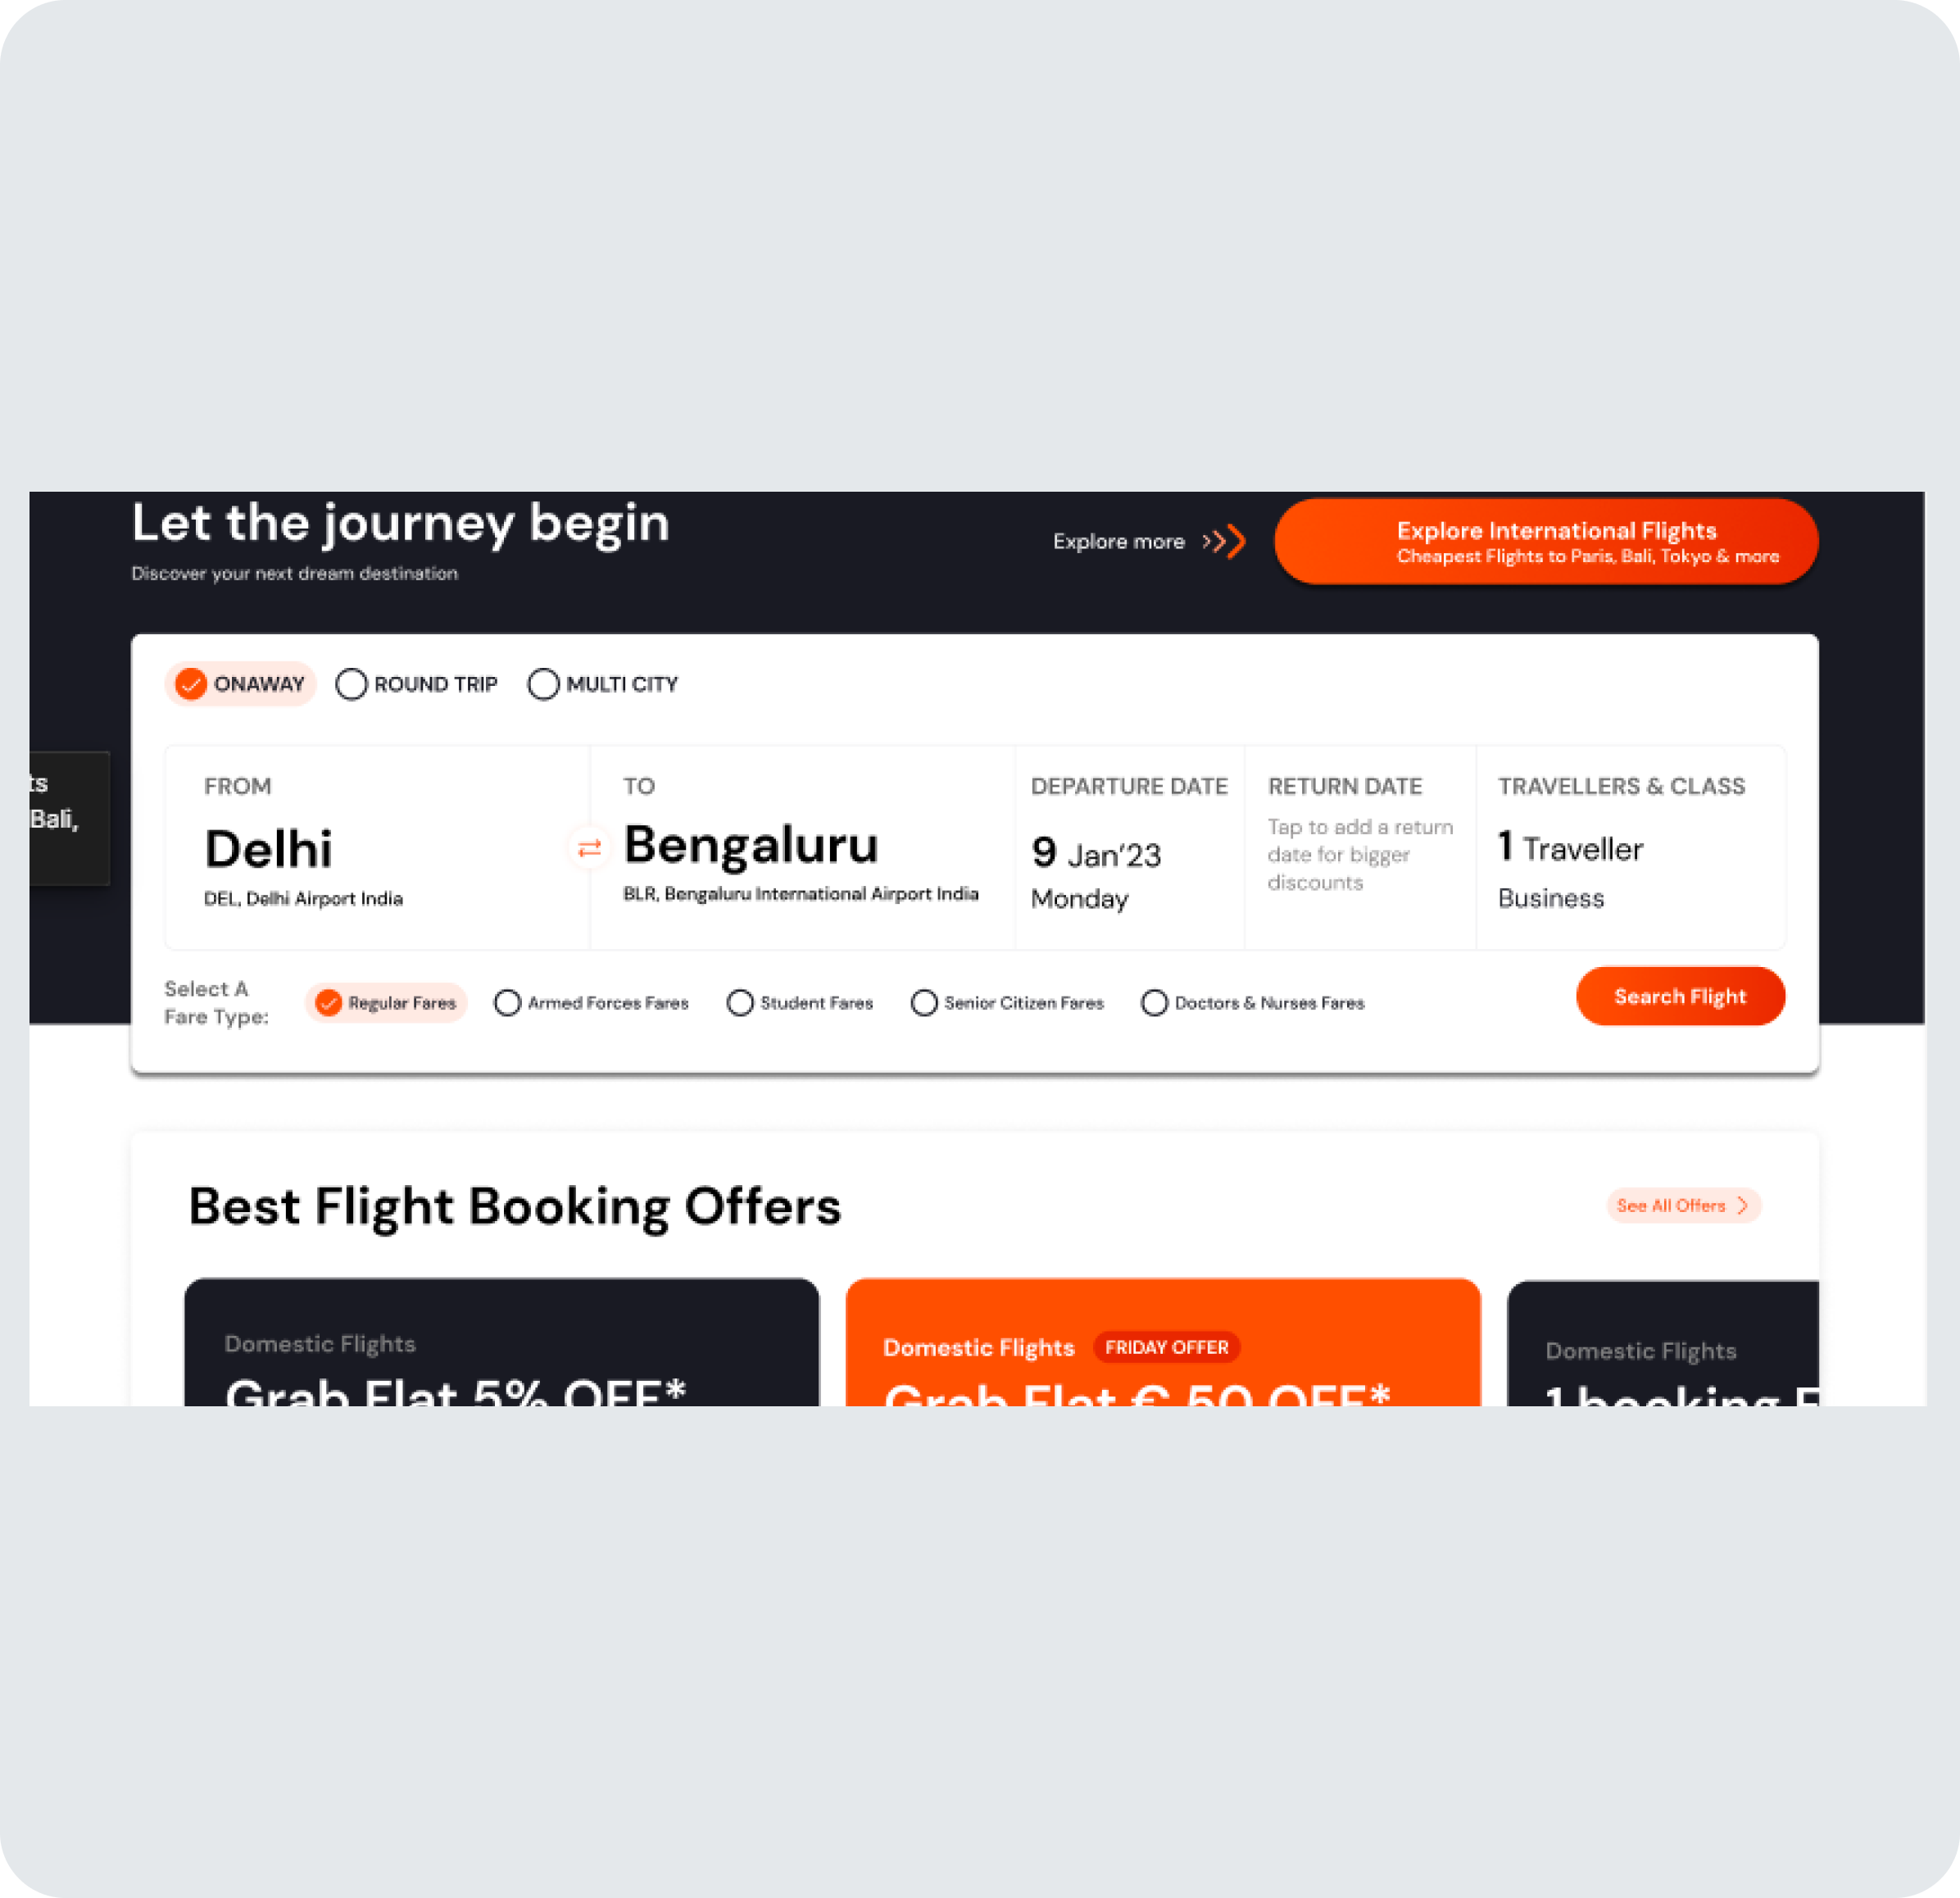 Let the journey begin
Discover your next dream destination
Explore more
Explore International Flights
Cheapest Flights to Paris, Bali, Tokyo & more
ONAWAY
ROUND TRIP
MULTI CITY
ts
Bali,
FROM
Delhi
DEL, Delhi Airport India
TO
Bengaluru
BLR, Bengaluru International Airport India
DEPARTURE DATE
9 Jan'23
Monday
RETURN DATE
Tap to add a return
date for bigger
discounts
TRAVELLERS & CLASS
1 Traveller
Business
Select A
Fare Type:
Regular Fares
Armed Forces Fares
Student Fares
Senior Citizen Fares
Doctors & Nurses Fares
Search Flight
Best Flight Booking Offers
See All Offers
Domestic Flights
Grab Flat 5% OFF*
Domestic Flights
FRIDAY OFFER
Grab Flat € 50 OFF*
Domestic Flights
1 booking F